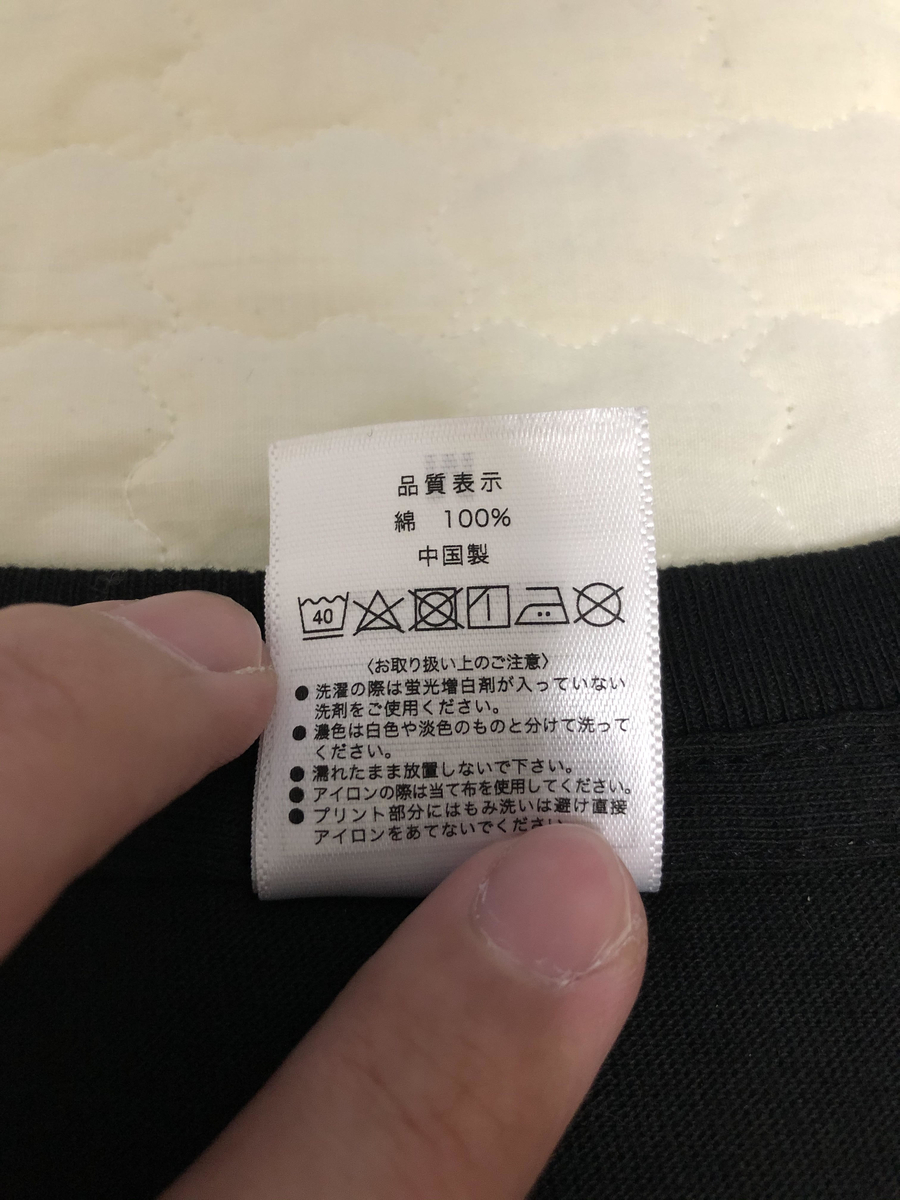 品質表示
綿 100%
中国製
40
〈お取り扱い上のご注意〉
● 洗濯の際は蛍光増白剤が入っていない
洗剤をご使用ください。
● 濃色は白色や淡色のものと分けて洗って
ください。
● 濡れたまま放置しないで下さい。
● アイロンの際は当て布を使用してください。
● プリント部分にはもみ洗いは避け直接
アイロンをあてないでください